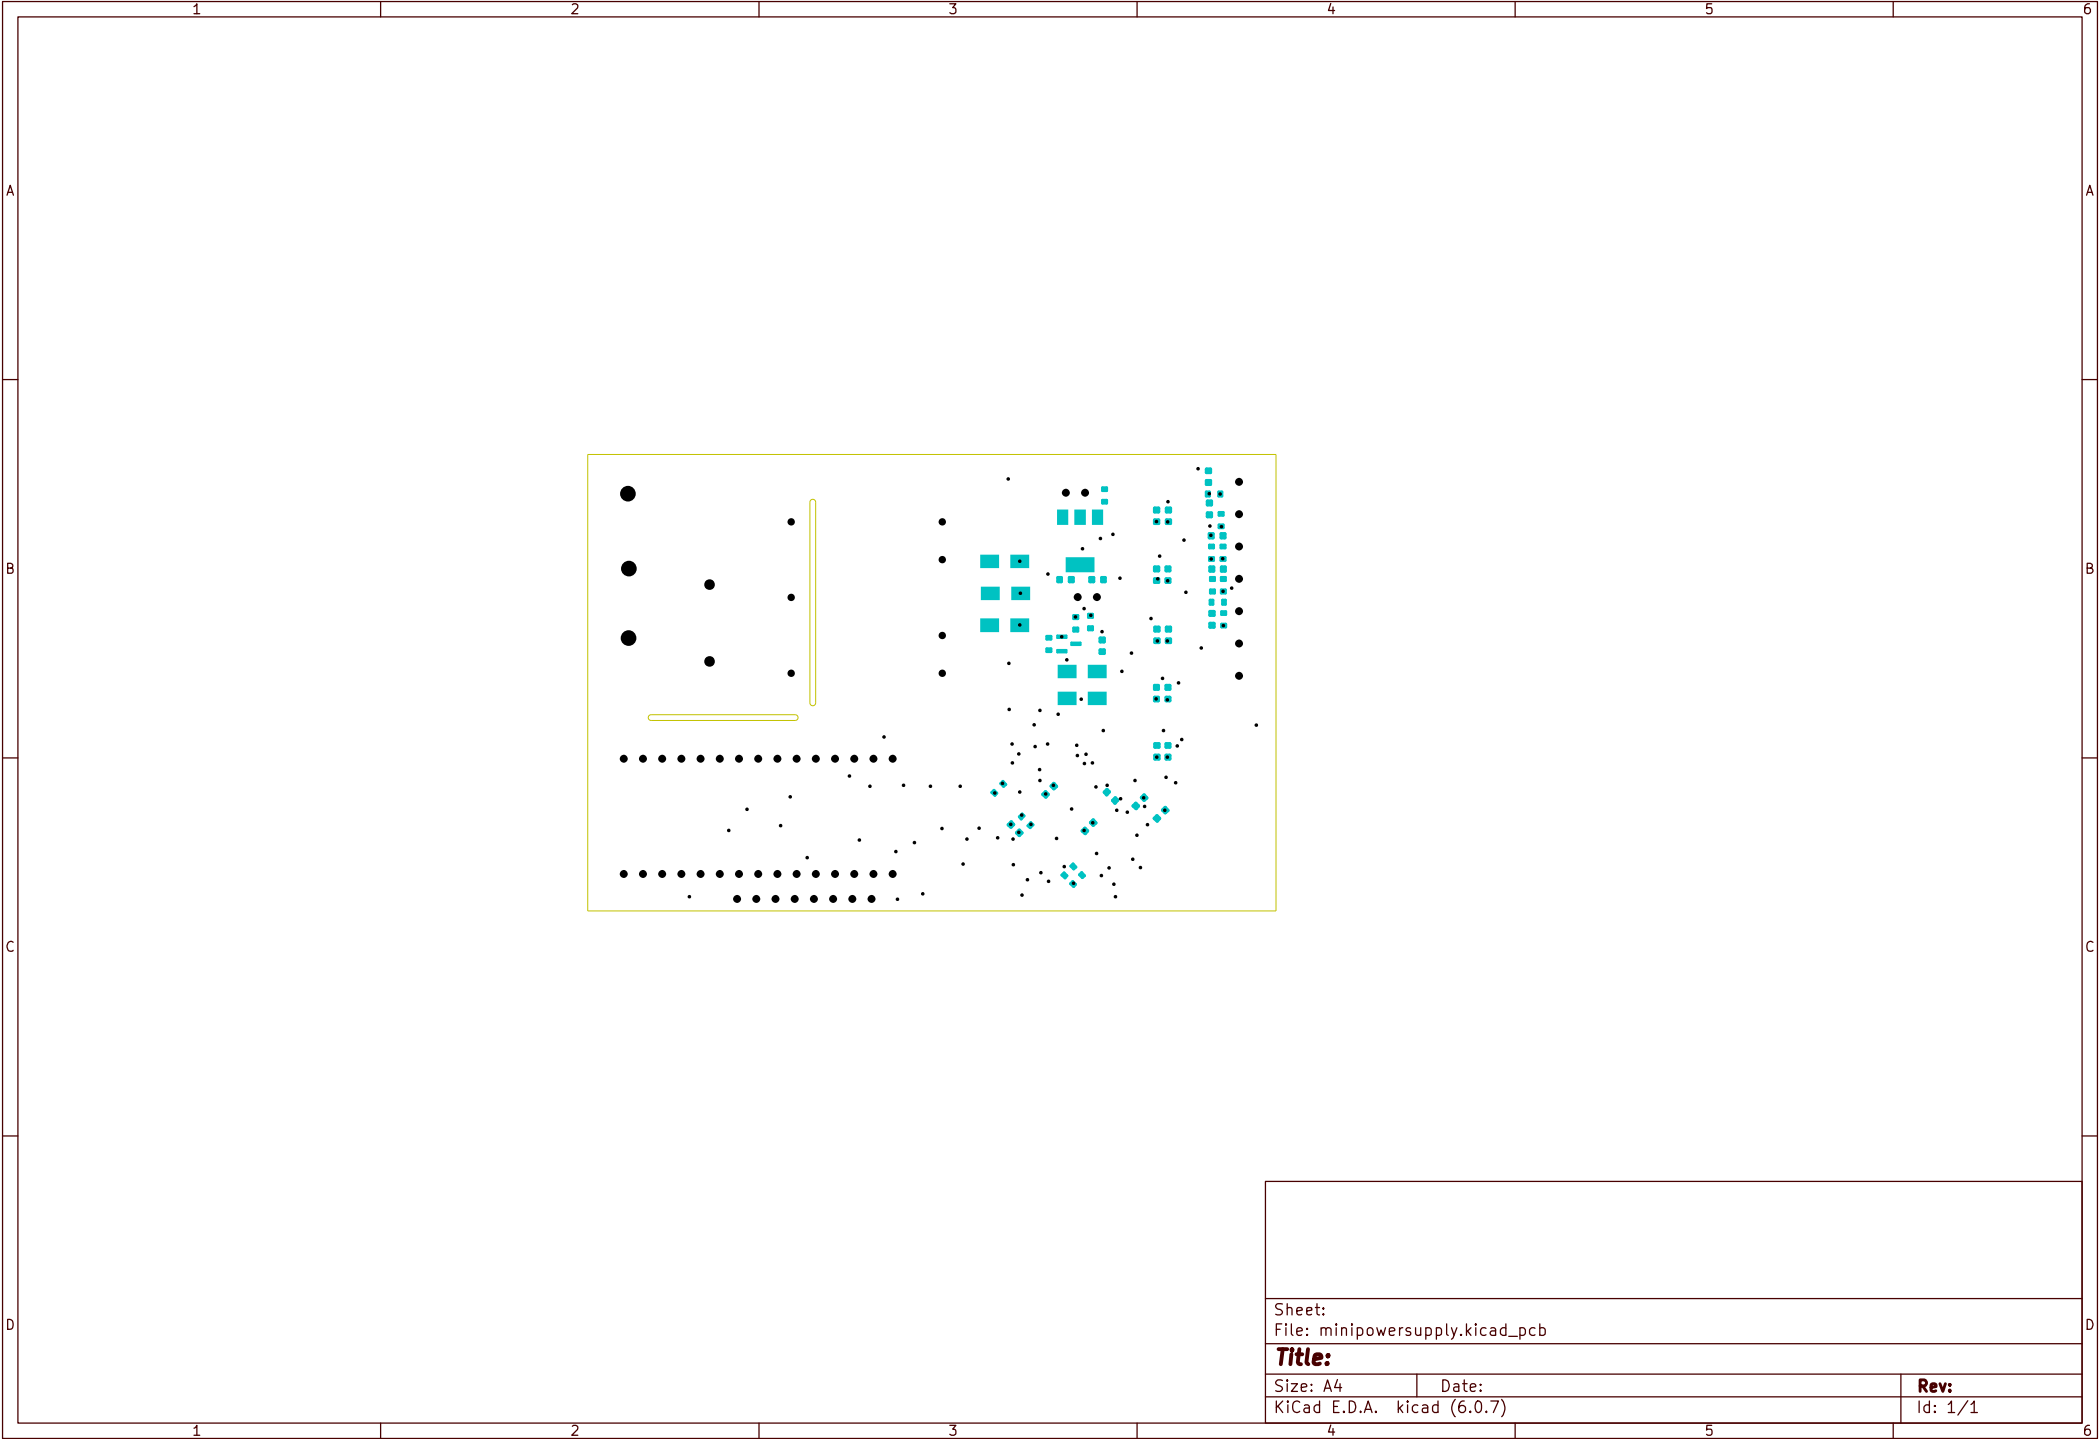 1 2 3 4 5 6
A A
B B
C C
D D
Sheet:
File: minipowersupply.kicad_pcb
Title:
Size: A4 Date: Rev:
KiCad E.D.A. kicad (6.0.7) Id: 1/1
1 2 3 4 5 6